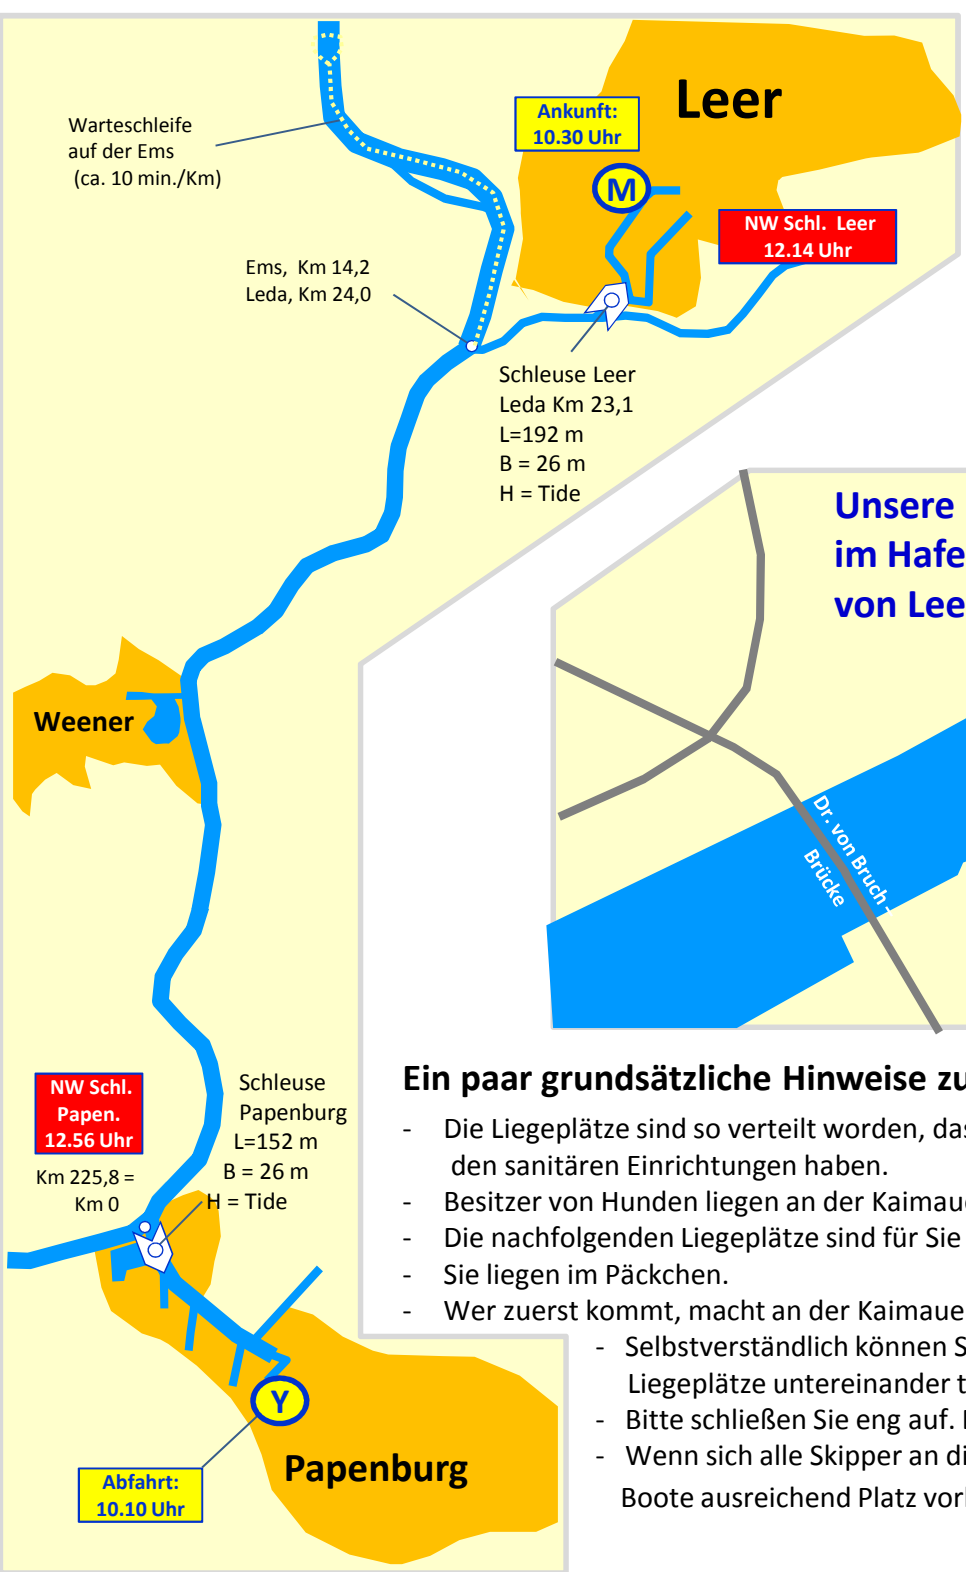 Leer
Ankunft:
10.30 Uhr
Warteschleife
auf der Ems
(ca. 10 min./Km)
M
NW Schl. Leer
12.14 Uhr
Ems, Km 14,2
Leda, Km 24,0
Schleuse Leer
Leda Km 23,1
L=192 m
B = 26 m
H = Tide
Unsere
im Hafe
von Lee
Weener
Dr. von Bruch -
Brücke
NW Schl.
Papen.
12.56 Uhr
Schleuse
Papenburg
L=152 m
B = 26 m
H = Tide
Km 225,8 =
Km 0
Y
Papenburg
Abfahrt:
10.10 Uhr
Ein paar grundsätzliche Hinweise zu
- Die Liegeplätze sind so verteilt worden, das
den sanitären Einrichtungen haben.
- Besitzer von Hunden liegen an der Kaimau
- Die nachfolgenden Liegeplätze sind für Sie
- Sie liegen im Päckchen.
- Wer zuerst kommt, macht an der Kaimaue
- Selbstverständlich können S
Liegeplätze untereinander t
- Bitte schließen Sie eng auf.
- Wenn sich alle Skipper an di
Boote ausreichend Platz vorl